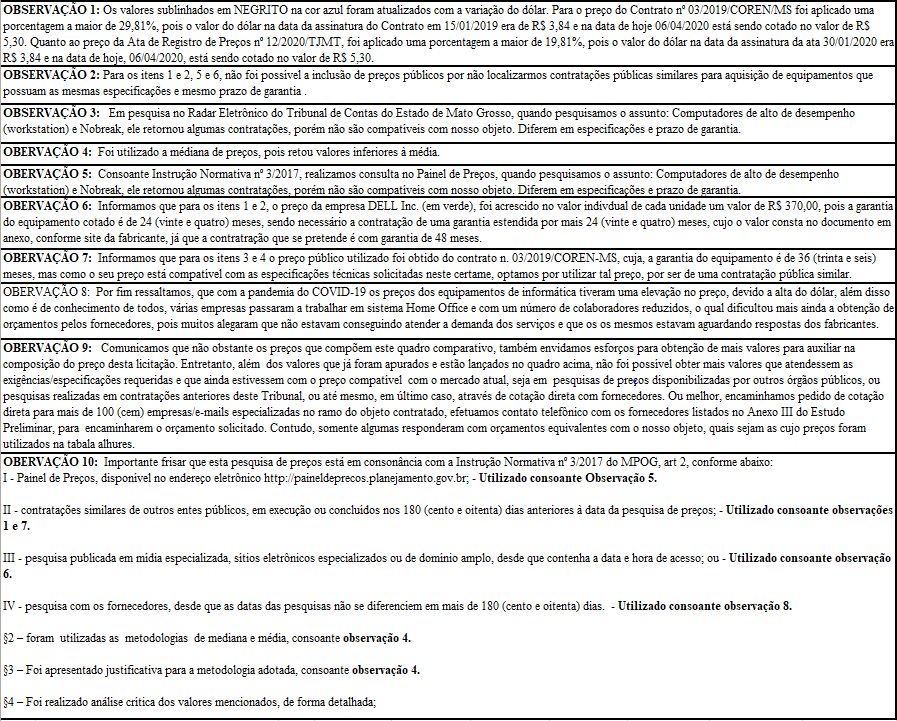 OBSERVAÇÃO 1: Os valores sublinhados em NEGRITO na cor azul foram atualizados com a variação do dólar. Para o preço do Contrato nº 03/2019/COREN/MS foi aplicado uma
porcentagem a maior de 29,81%, pois o valor do dólar na data da assinatura do Contrato em 15/01/2019 era de R$ 3,84 e na data de hoje 06/04/2020 está sendo cotado no valor de R$
5,30. Quanto ao preço da Ata de Registro de Preços nº 12/2020/TJMT, foi aplicado uma porcentagem a maior de 19,81%, pois o valor do dólar na data da assinatura da ata 30/01/2020 era
R$ 3,84 e na data de hoje, 06/04/2020, está sendo cotado no valor de R$ 5,30.
OBSERVAÇÃO 2: Para os itens 1 e 2, 5 e 6, não foi possivel a inclusão de preços públicos por não localizarmos contratações públicas similares para aquisição de equipamentos que
possuam as mesmas especificações e mesmo prazo de garantia .
OBSERVAÇÃO 3: Em pesquisa no Radar Eletrônico do Tribunal de Contas do Estado de Mato Grosso, quando pesquisamos o assunto: Computadores de alto de desempenho
(workstation) e Nobreak, ele retornou algumas contratações, porém não são compativeis com nosso objeto. Diferem em especificações e prazo de garantia.
OBERVAÇÃO 4: Foi utilizado a médiana de preços, pois retou valores inferiores à média.
OBERVAÇÃO 5: Consoante Instrução Normativa nº 3/2017, realizamos consulta no Painel de Preços, quando pesquisamos o assunto: Computadores de alto de desempenho
(workstation) e Nobreak, ele retornou algumas contratações, porém não são compativeis com nosso objeto. Diferem em especificações e prazo de garantia.
OBERVAÇÃO 6: Informamos que para os itens 1 e 2, o preço da empresa DELL Inc. (em verde), foi acrescido no valor indivdual de cada unidade um valor de R$ 370,00, pois a garantia
do equipamento cotado é de 24 (vinte e quatro) meses, sendo necessário a contratação de uma garantia estendida por mais 24 (vinte e quatro) meses, cujo o valor consta no documento em
anexo, conforme site da fabricante, já que a contratração que se pretende é com garantia de 48 meses.
OBERVAÇÃO 7: Informamos que para os itens 3 e 4 o preço público utilizado foi obtido do contrato n. 03/2019/COREN-MS, cuja, a garantia do equipamento é de 36 (trinta e seis)
meses, mas como o seu preço está compativel com as especificações técnicas solicitadas neste certame, optamos por utilizar tal preço, por ser de uma contratação pública similar.
OBERVAÇÃO 8: Por fim ressaltamos, que com a pandemia do COVID-19 os preços dos equipamentos de informática tiveram uma elevação no preço, devido a alta do dólar, além disso
como é de conhecimento de todos, várias empresas passaram a trabalhar em sistema Home Office e com um número de colaboradores reduzidos, o qual dificultou mais ainda a obtenção de
orçamentos pelos fornecedores, pois muitos alegaram que não estavam conseguindo atender a demanda dos serviços e que os os mesmos estavam aguardando respostas dos fabricantes.
OBERVAÇÃO 9: Comunicamos que não obstante os preços que compõem este quadro comparativo, também envidamos esforços para obtenção de mais valores para auxiliar na
composição do preço desta licitação. Entretanto, além dos valores que já foram apurados e estão lançados no quadro acima, não foi possivel obter mais valores que atendessem as
exigências/especificações requeridas e que ainda estivessem com o preço compativel com o mercado atual, seja em pesquisas de preços disponibilizadas por outros órgãos públicos, ou
pesquisas realizadas em contratações anteriores deste Tribunal, ou até mesmo, em último caso, através de cotação direta com fornecedores. Ou melhor, encaminhamos pedido de cotação
direta para mais de 100 (cem) empresas/e-mails especializadas no ramo do objeto contratado, efetuamos contato telefônico com os fornecedores listados no Anexo III do Estudo
Preliminar, para encaminharem o orçamento solicitado. Contudo, somente algumas responderam com orçamentos equivalentes com o nosso objeto, quais sejam as cujo preços foram
utilizados na tabala alhures.
OBERVAÇÃO 10: Importante frisar que esta pesquisa de preços está em consonância com a Instrução Normativa nº 3/2017 do MPOG, art 2, conforme abaixo:
I - Painel de Preços, disponivel no endereço eletrônico http://paineldeprecos.planejamento.gov.br; - Utilizado consoante Observação 5.
II - contratações similares de outros entes públicos, em execução ou concluidos nos 180 (cento e oitenta) dias anteriores à data da pesquisa de preços; - Utilizado consoante observações
1 e 7.
III - pesquisa publicada em midia especializada, sitios eletrônicos especializados ou de dominio amplo, desde que contenha a data e hora de acesso; ou - Utilizado consoante observação
6.
IV - pesquisa com os fornecedores, desde que as datas das pesquisas não se diferenciem em mais de 180 (cento e oitenta) dias. - Utilizado consoante observação 8.
§2 – foram utilizadas as metodologias de mediana e média, consoante observação 4.
§3 – Foi apresentado justificativa para a metodologia adotada, consoante observação 4.
§4 – Foi realizado análise critica dos valores mencionados, de forma detalhada;